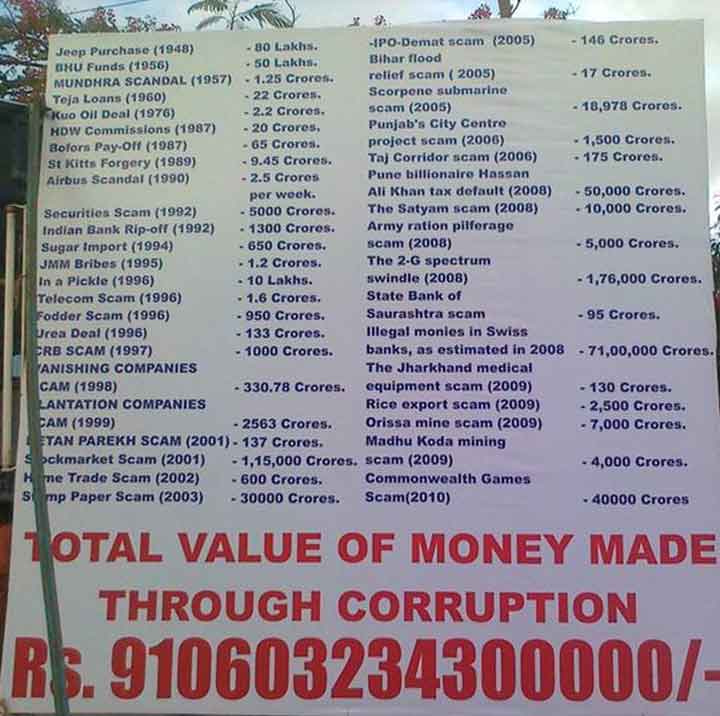 Jeep Purchase (1948) - 80 Lakhs.
BHU Funds (1956) - 50 Lakhs.
MUNDHRA SCANDAL (1957) - 1.25 Crores.
Teja Loans (1960) - 22 Crores.
Kuo Oil Deal (1976) - 2.2 Crores.
HDW Commissions (1987) - 20 Crores.
Bofors Pay-Off (1987) - 65 Crores.
St Kitts Forgery (1989) - 9.45 Crores.
Airbus Scandal (1990) - 2.5 Crores
per week.
Securities Scam (1992) - 5000 Crores.
Indian Bank Rip-off (1992) - 1300 Crores.
Sugar Import (1994) - 650 Crores.
JMM Bribes (1995) - 1.2 Crores.
In a Pickle (1996) - 10 Lakhs.
Telecom Scam (1996) - 1.6 Crores.
Fodder Scam (1996) - 950 Crores.
Urea Deal (1996) - 133 Crores.
CRB SCAM (1997) - 1000 Crores.
VANISHING COMPANIES
SCAM (1998) - 330.78 Crores.
PLANTATION COMPANIES
SCAM (1999) - 2563 Crores.
KETAN PAREKH SCAM (2001) - 137 Crores.
Stockmarket Scam (2001) - 1,15,000 Crores.
Home Trade Scam (2002) - 600 Crores.
Stamp Paper Scam (2003) - 30000 Crores.
-IPO-Demat scam (2005) - 146 Crores.
Bihar flood
relief scam ( 2005) - 17 Crores.
Scorpene submarine
scam (2005) - 18,978 Crores.
Punjab's City Centre
project scam (2006) - 1,500 Crores.
Taj Corridor scam (2006) - 175 Crores.
Pune billionaire Hassan
Ali Khan tax default (2008) - 50,000 Crores.
The Satyam scam (2008) - 10,000 Crores.
Army ration pilferage
scam (2008) - 5,000 Crores.
The 2-G spectrum
swindle (2008) - 1,76,000 Crores.
State Bank of
Saurashtra scam - 95 Crores.
Illegal monies in Swiss
banks, as estimated in 2008 - 71,00,000 Crores.
The Jharkhand medical
equipment scam (2009) - 130 Crores.
Rice export scam (2009) - 2,500 Crores.
Orissa mine scam (2009) - 7,000 Crores.
Madhu Koda mining
scam (2009) - 4,000 Crores.
Commonwealth Games
Scam(2010) - 40000 Crores
TOTAL VALUE OF MONEY MADE
THROUGH CORRUPTION
Rs. 910603234300000/-